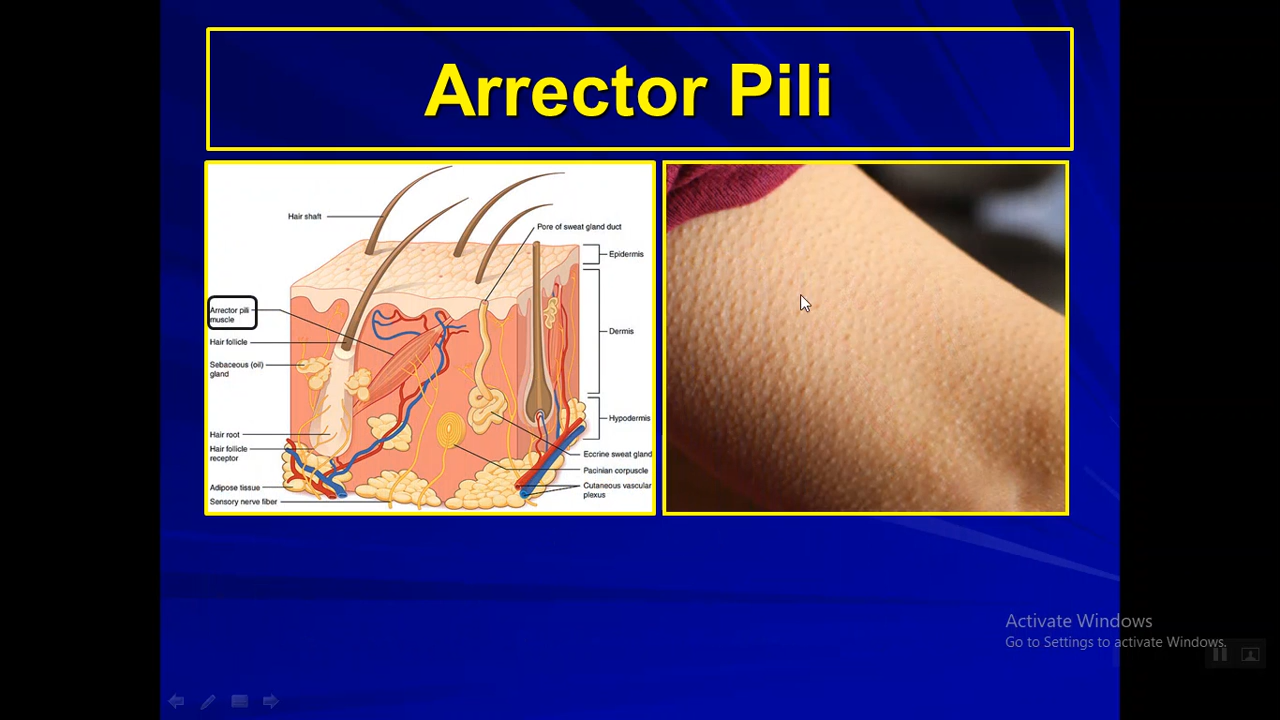 Arrector Pili
Hair shaft
Pore of sweat gland duct
Epidermis
Arrector pili
muscle
Dermis
Hair follicle
Sebaceous (oil)
gland
Hypodermis
Hair root
Hair follicle
receptor
Eccrine sweat gland
Pacinian corpuscle
Adipose tissue
Cutaneous vascular
plexus
Sensory nerve fiber
Activate Windows
Go to Settings to activate Windows.